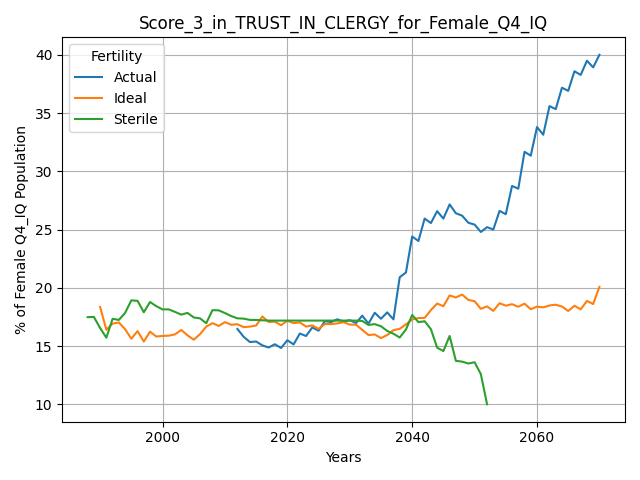 Score_3_in_TRUST_IN_CLERGY_for_Female_Q4_IQ
Fertility
Actual
Ideal
Sterile
% of Female Q4_IQ Population
40
35
30
25
20
15
10
2000 2020 2040 2060
Years